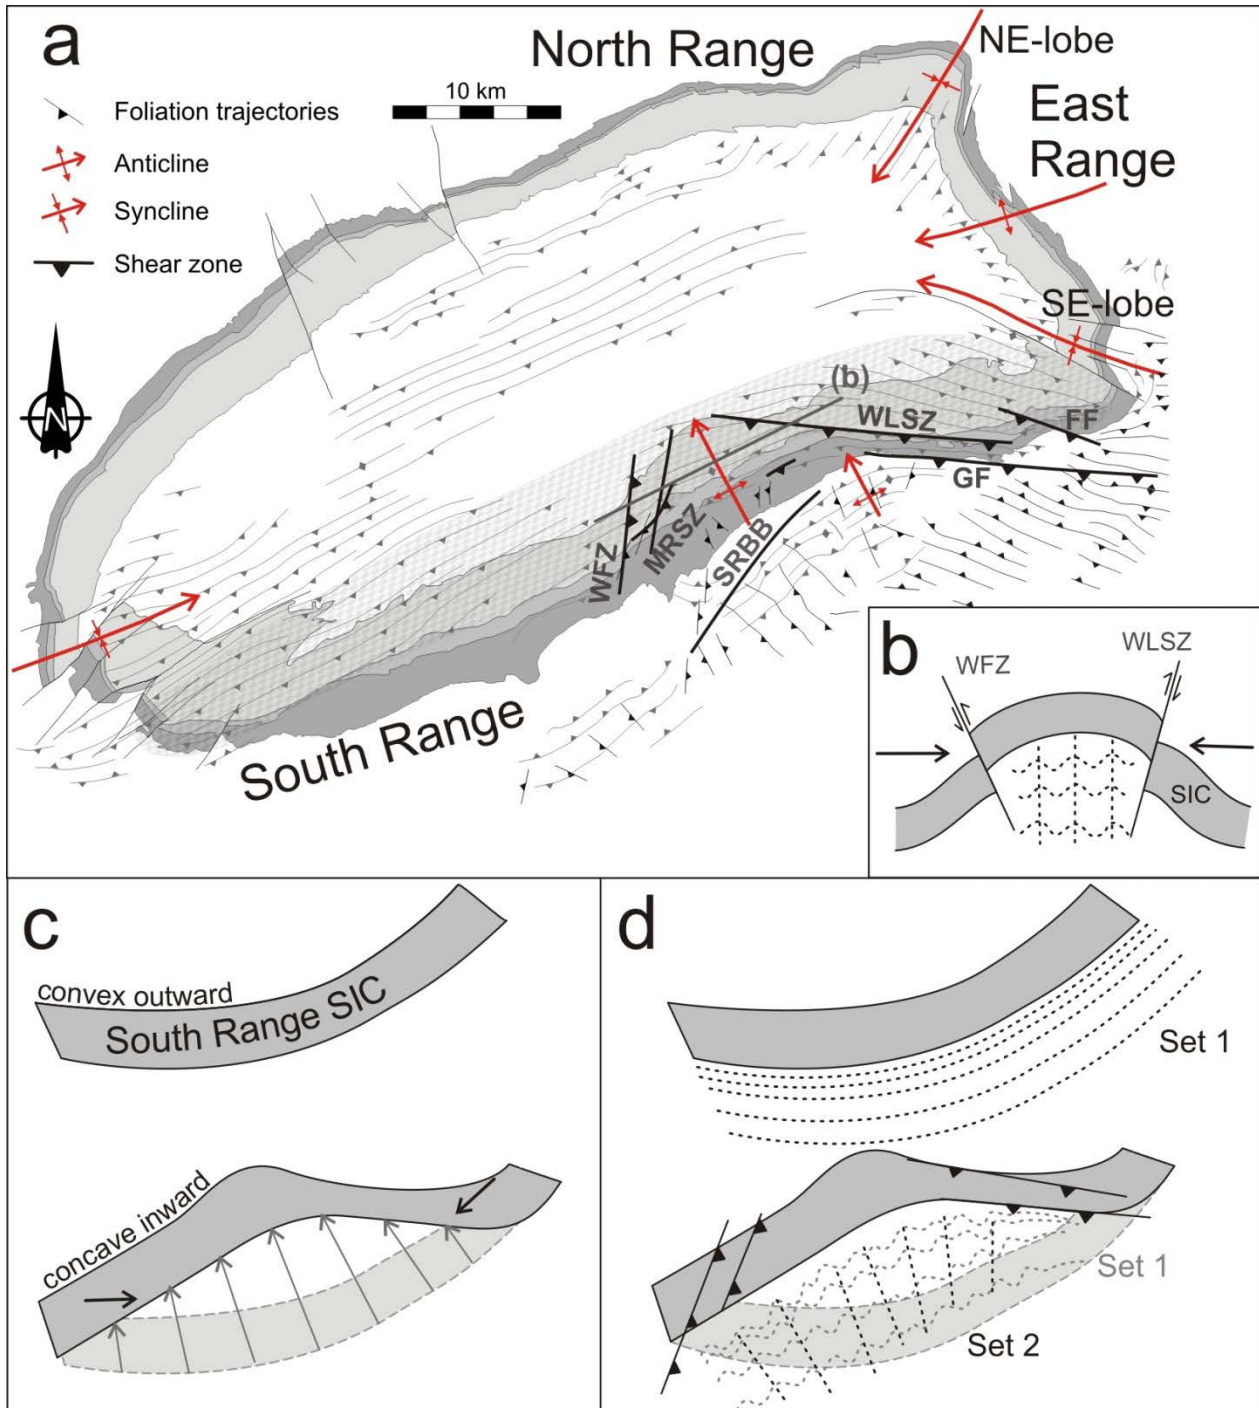 a
North Range
NE-lobe
10 km
East
Range
Foliation trajectories
Anticline
Syncline
Shear zone
SE-lobe
N
(b)
WLSZ
FF
GF
WFZ
MRSZ
SRBB
South Range
b
WFZ
WLSZ
SIC
c
convex outward
South Range SIC
concave inward
d
Set 1
Set 1
Set 2